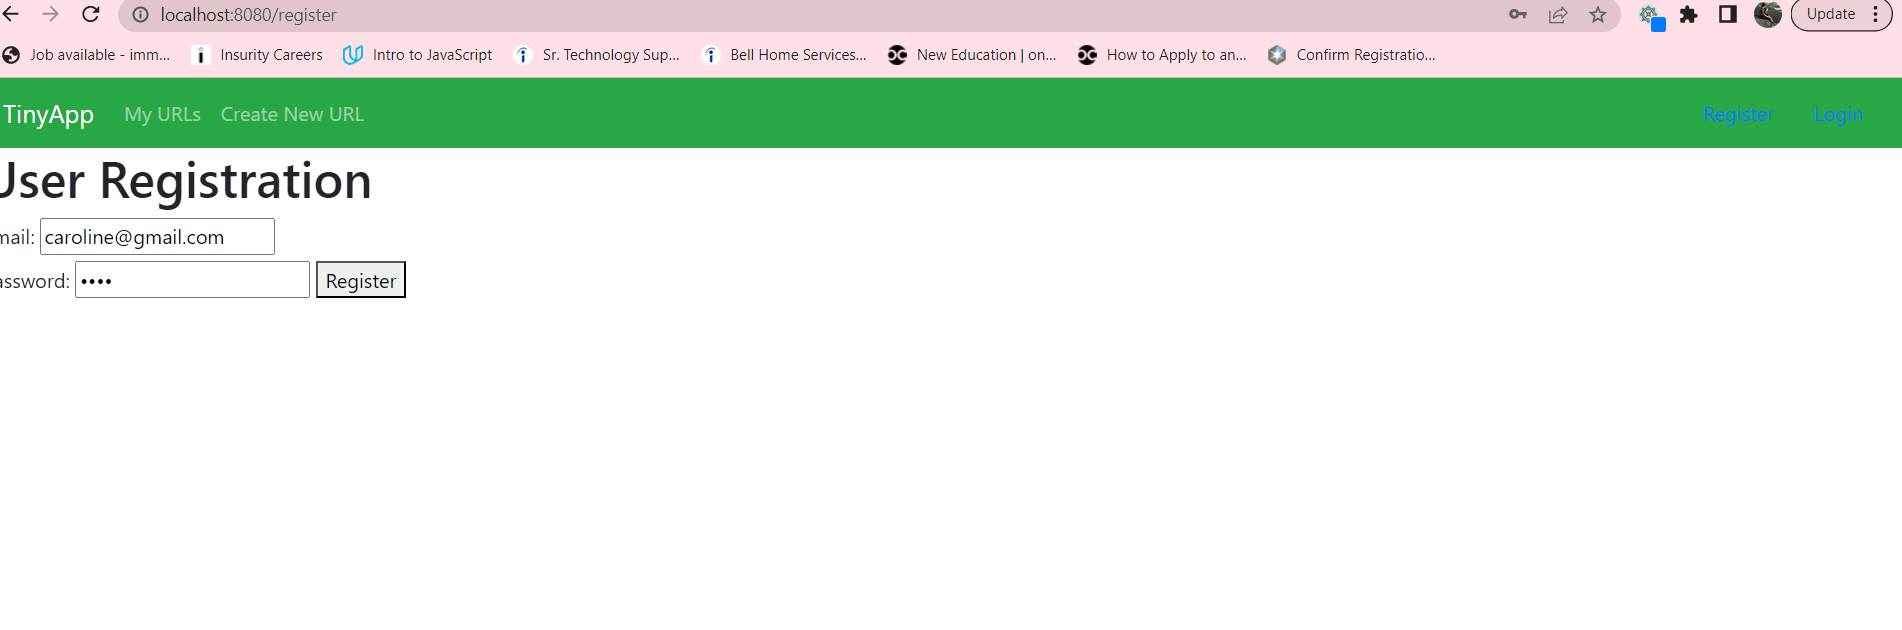 localhost:8080/register
Update
Job available - imm... Insurity Careers Intro to JavaScript Sr. Technology Sup... Bell Home Services... New Education | on... How to Apply to an... Confirm Registratio...
TinyApp My URLs Create New URL Register Login
User Registration
mail: caroline@gmail.com
assword: •••• Register